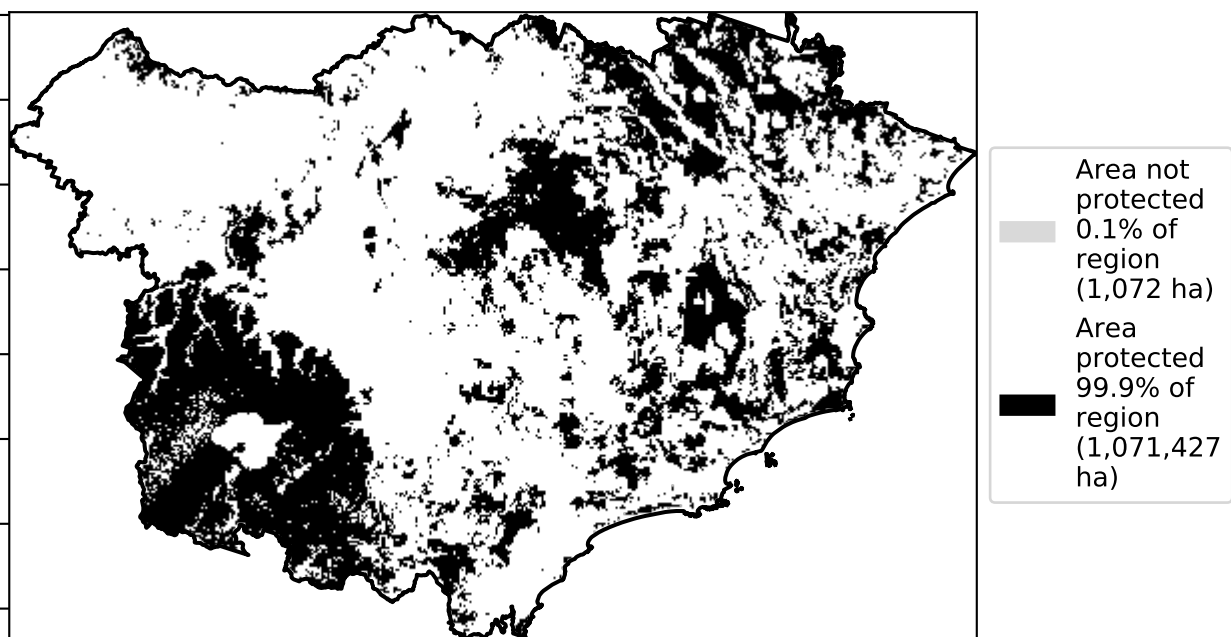 Area not
protected
0.1% of
region
(1,072 ha)
Area
protected
99.9% of
region
(1,071,427
ha)